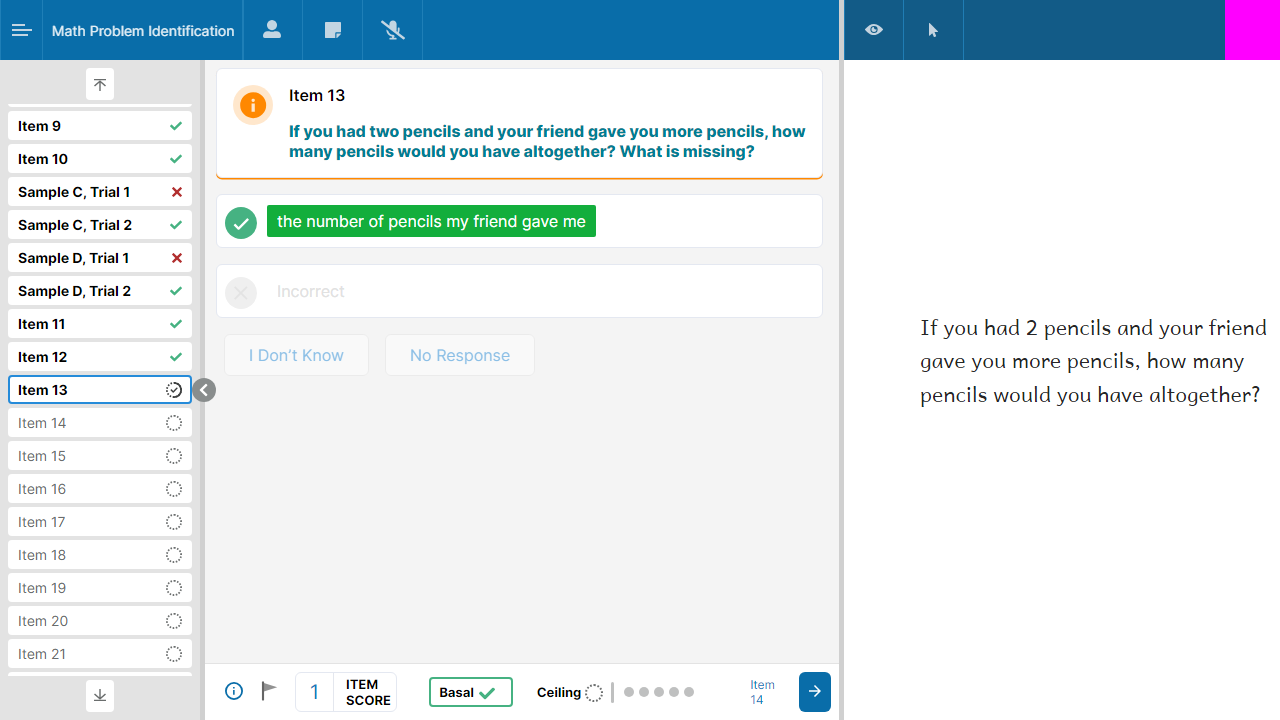 Math Problem Identification
Item 9
Item 10
Sample C, Trial 1
Sample C, Trial 2
Sample D, Trial 1
Sample D, Trial 2
Item 11
Item 12
Item 13
Item 14
Item 15
Item 16
Item 17
Item 18
Item 19
Item 20
Item 21
Item 13
If you had two pencils and your friend gave you more pencils, how
many pencils would you have altogether? What is missing?
the number of pencils my friend gave me
Incorrect
I Don't Know
No Response
1
ITEM
SCORE
Basal
Ceiling
Item
14
If you had 2 pencils and your friend
gave you more pencils, how many
pencils would you have altogether?